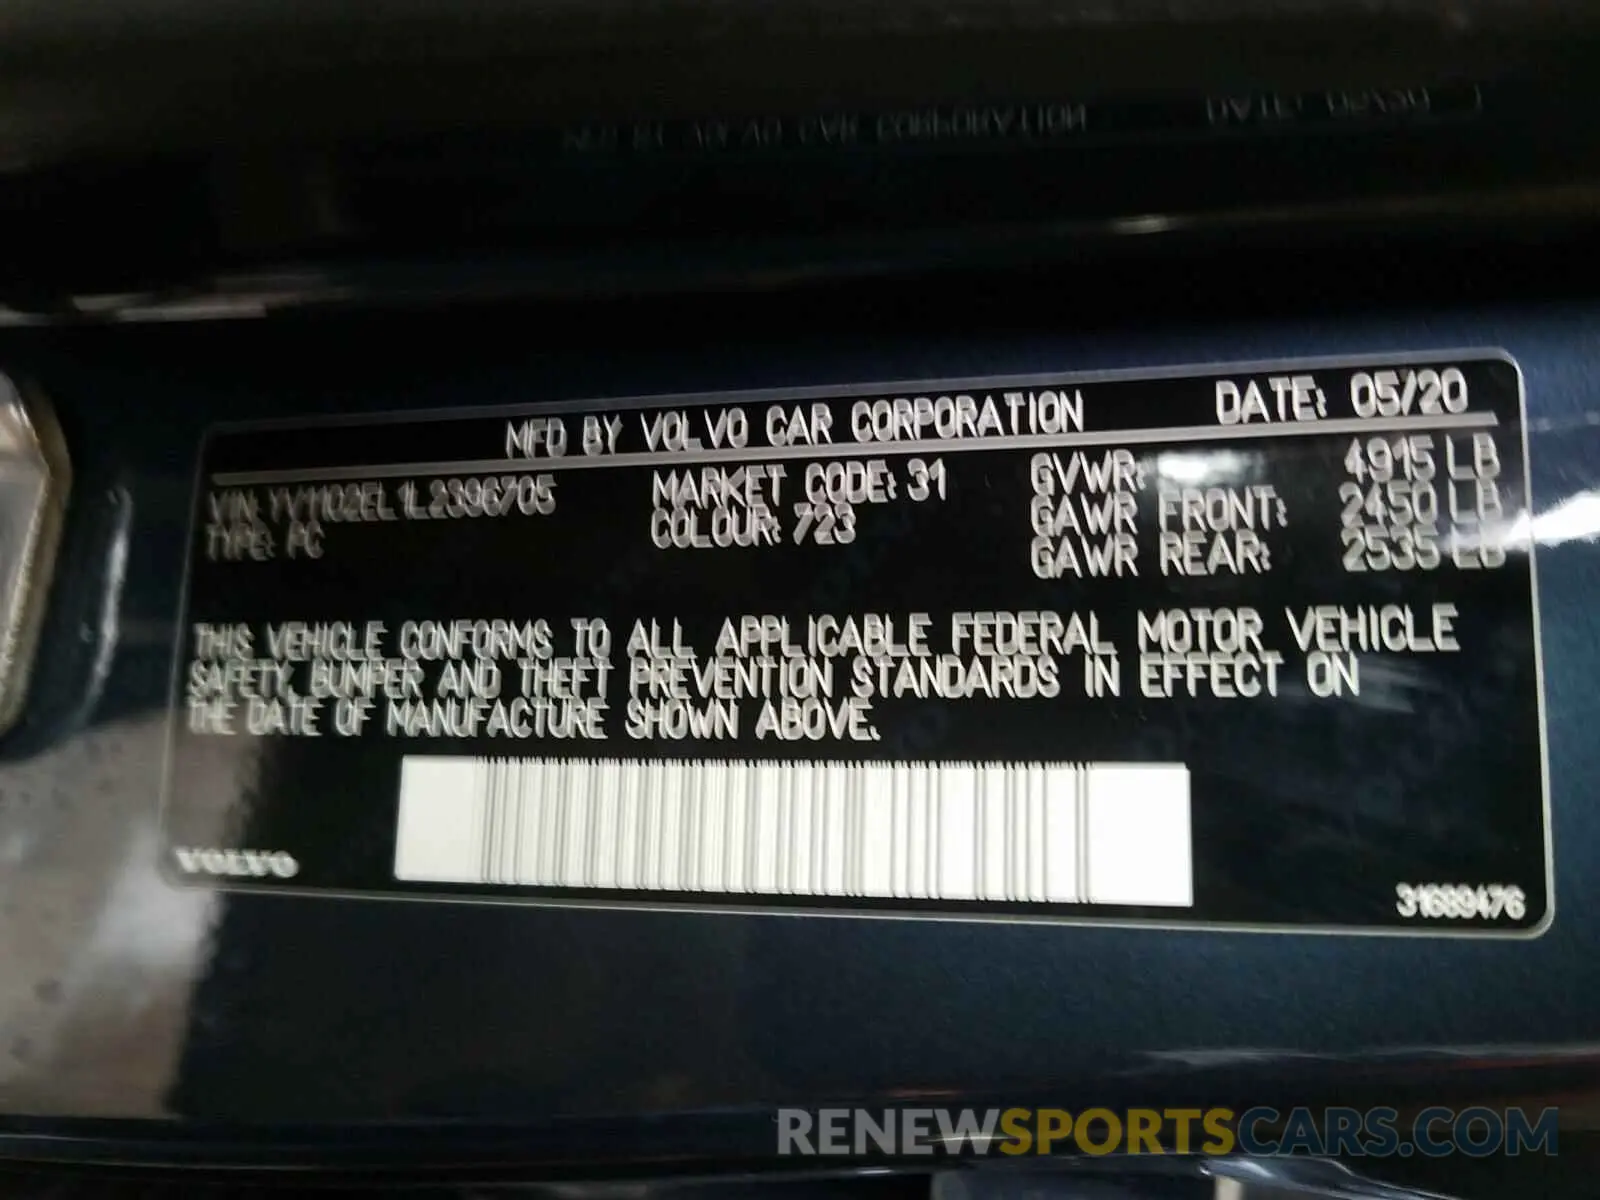 MFD BY VOLVO CAR CORPORATION DATE: 05/20
VIN: YV1102EL1L2396705 MARKET CODE: 31 GVWR: 4915 LB
TYPE: PC COLOUR: 723 GAWR FRONT: 2450 LB
GAWR REAR: 2535 LB
THIS VEHICLE CONFORMS TO ALL APPLICABLE FEDERAL MOTOR VEHICLE
SAFETY, BUMPER AND THEFT PREVENTION STANDARDS IN EFFECT ON
THE DATE OF MANUFACTURE SHOWN ABOVE.
VOLVO
31689476
RENEWSPORTSCARS.COM